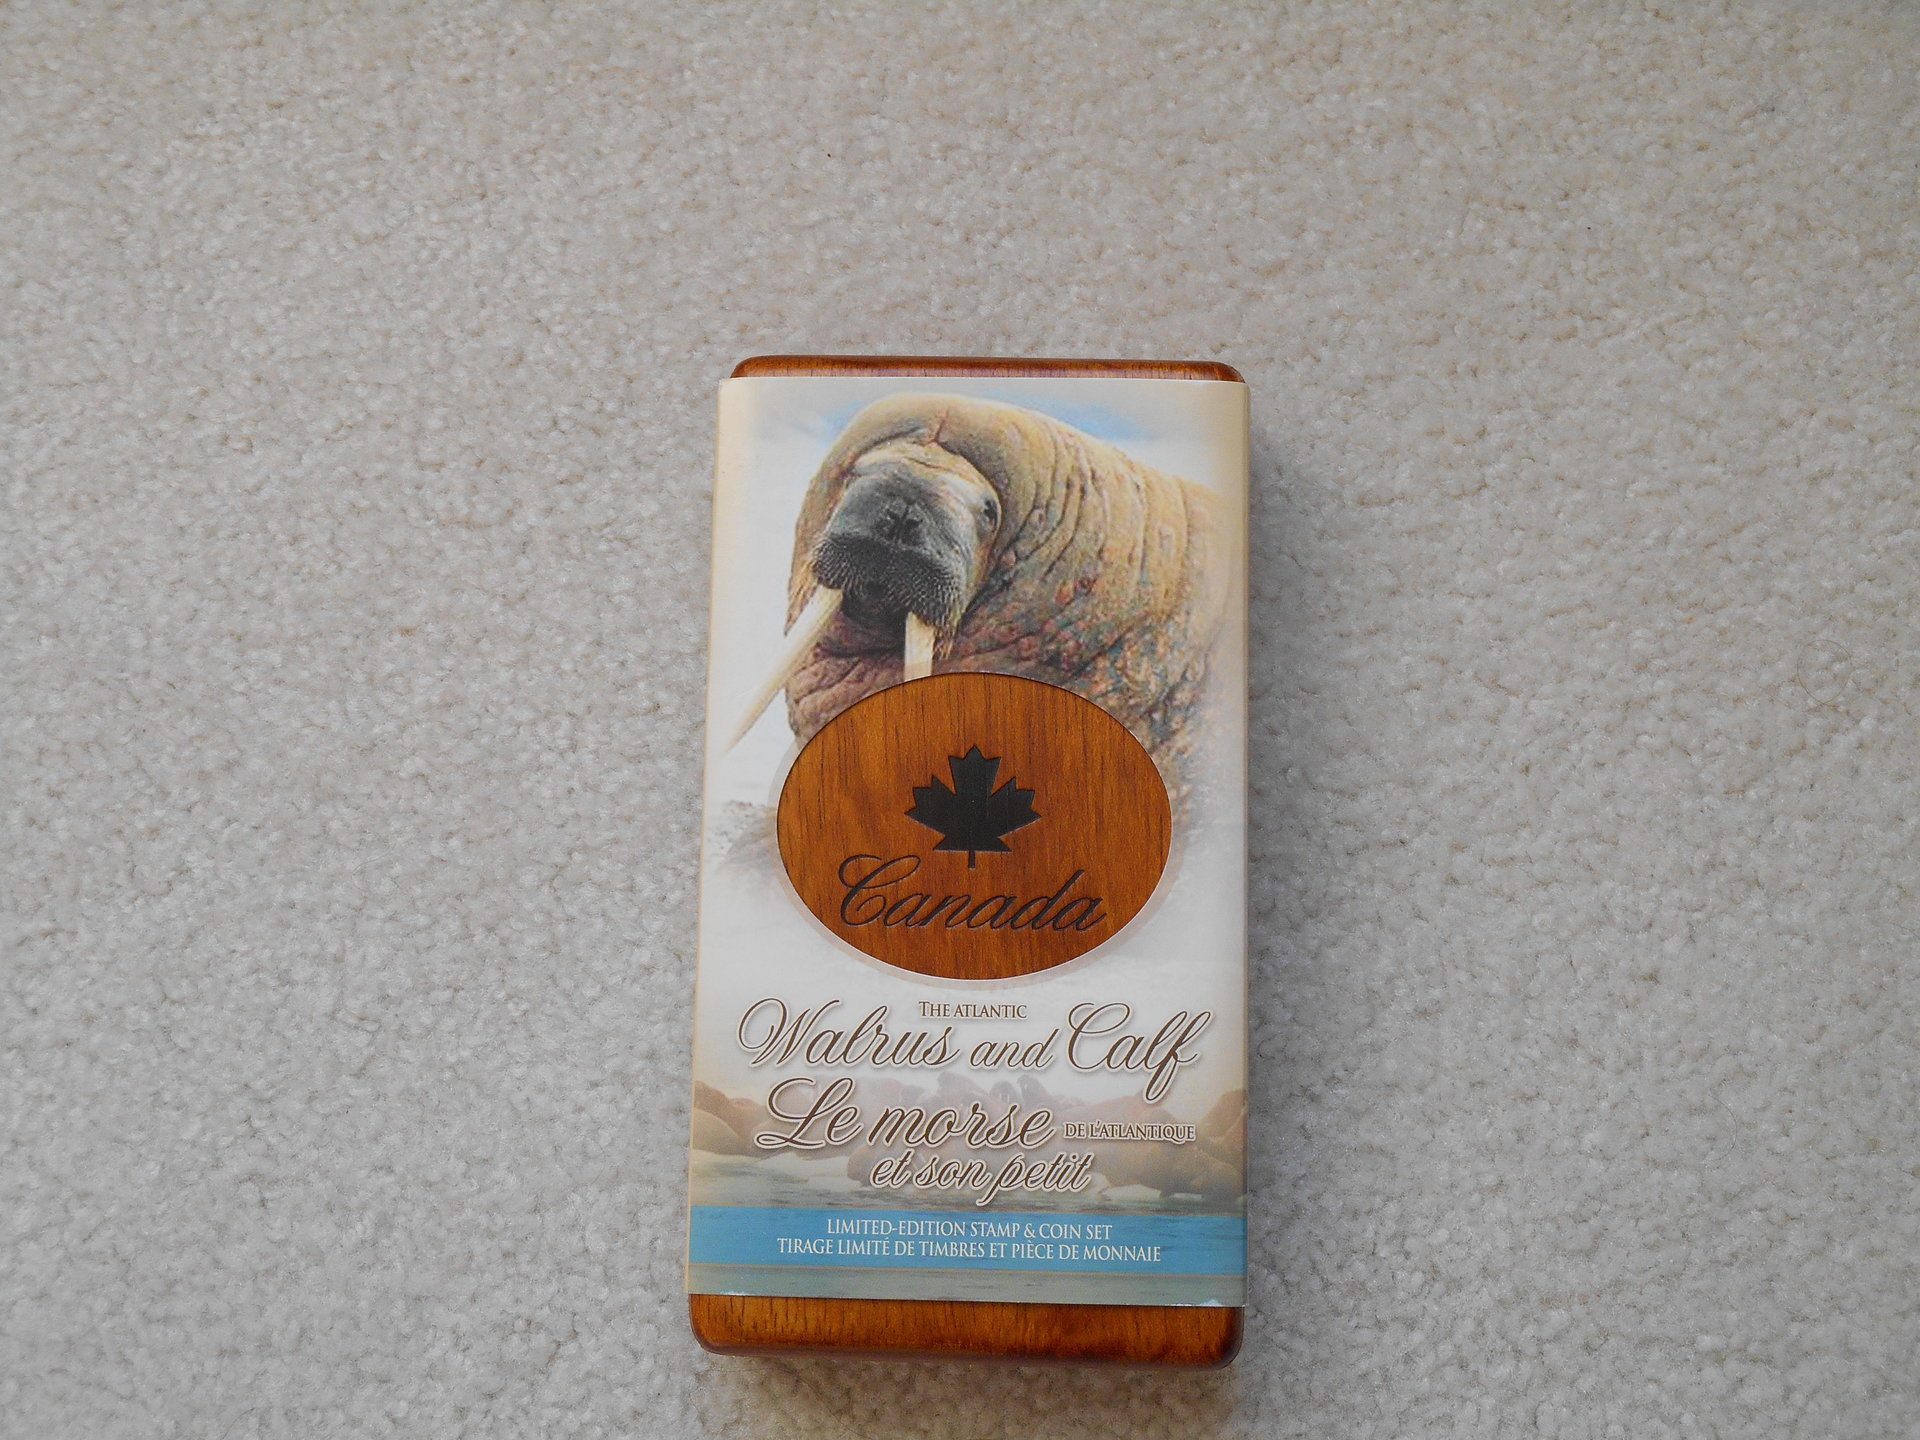 Canada
THE ATLANTIC
Walrus and Calf
Le morse DE L'ATLANTIQUE
et son petit
LIMITED-EDITION STAMP & COIN SET
TIRAGE LIMITÉ DE TIMBRES ET PIÈCE DE MONNAIE